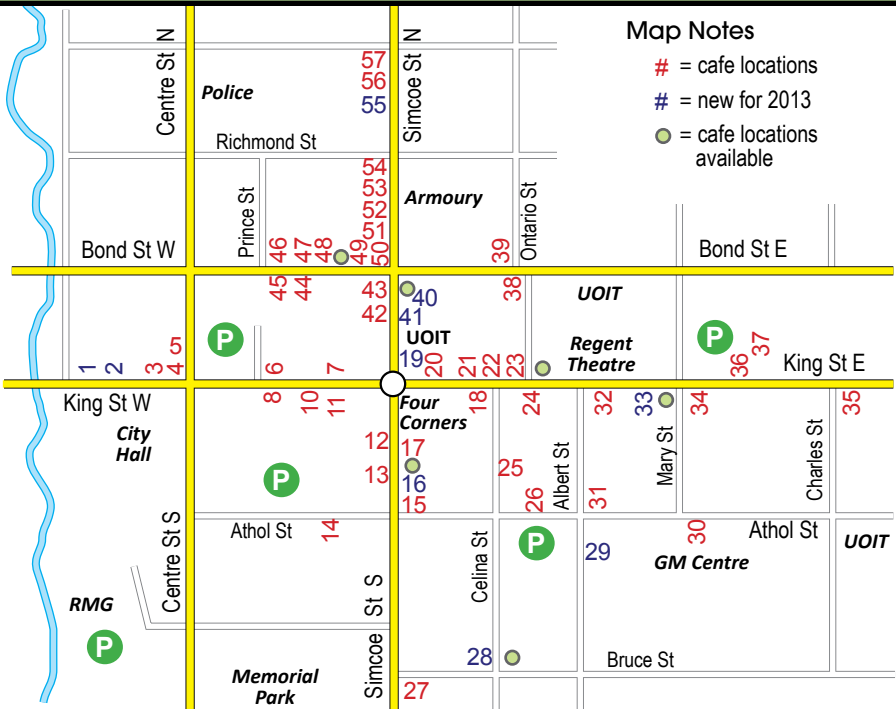 Map Notes
# = cafe locations
# = new for 2013
= cafe locations
available
Centre St N
Simcoe St N
Police
57
56
55
Richmond St
Prince St
54
53
52
51
50
Armoury
Ontario St
Bond St W
46
47
48
49
39
Bond St E
45
44
43
42
40
41
38
UOIT
UOIT
P
P
Regent
Theatre
1
2
3
4
5
6
7
19
20
21
22
23
36
37
King St E
King St W
8
10
11
Four
Corners
18
24
32
33
34
35
City
Hall
12
13
17
16
15
P
25
26
Albert St
31
Mary St
Charles St
Athol St
14
Centre St S
Simcoe St S
Celina St
P
29
30
Athol St
GM Centre
UOIT
RMG
P
28
Bruce St
Memorial
Park
27